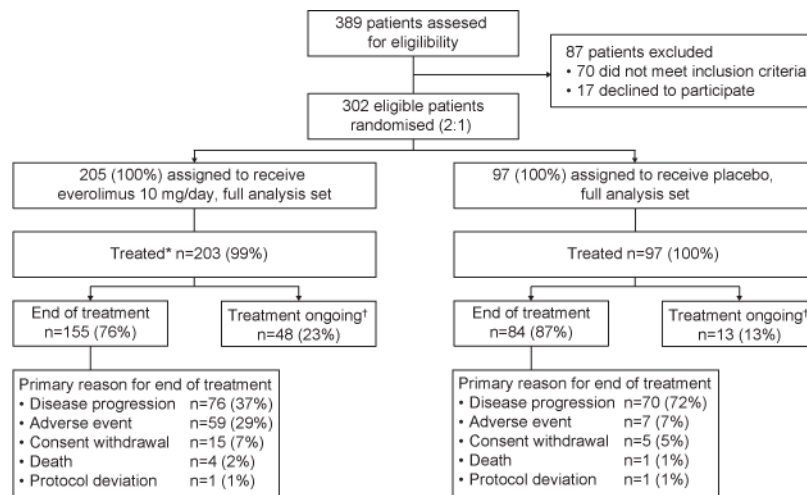 389 patients assesed
for eligilibility
87 patients excluded
• 70 did not meet inclusion criteria
• 17 declined to participate
302 eligible patients
randomised (2:1)
205 (100%) assigned to receive
everolimus 10 mg/day, full analysis set
97 (100%) assigned to receive placebo,
full analysis set
Treated* n=203 (99%)
Treated n=97 (100%)
End of treatment
n=155 (76%)
Treatment ongoing†
n=48 (23%)
End of treatment
n=84 (87%)
Treatment ongoing†
n=13 (13%)
Primary reason for end of treatment
• Disease progression n=76 (37%)
• Adverse event n=59 (29%)
• Consent withdrawal n=15 (7%)
• Death n=4 (2%)
• Protocol deviation n=1 (1%)
Primary reason for end of treatment
• Disease progression n=70 (72%)
• Adverse event n=7 (7%)
• Consent withdrawal n=5 (5%)
• Death n=1 (1%)
• Protocol deviation n=1 (1%)